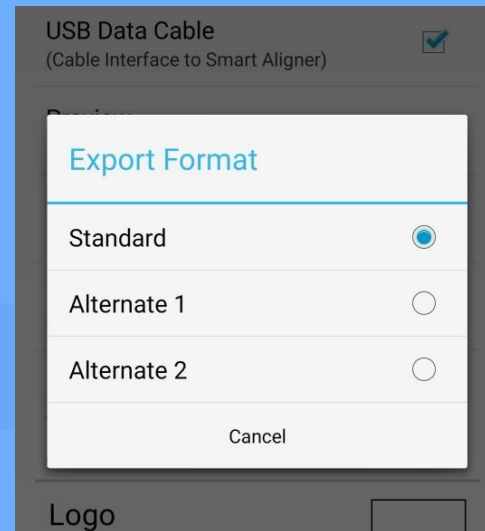 USB Data Cable
(Cable Interface to Smart Aligner)
Export Format
Standard
Alternate 1
Alternate 2
Cancel
Logo